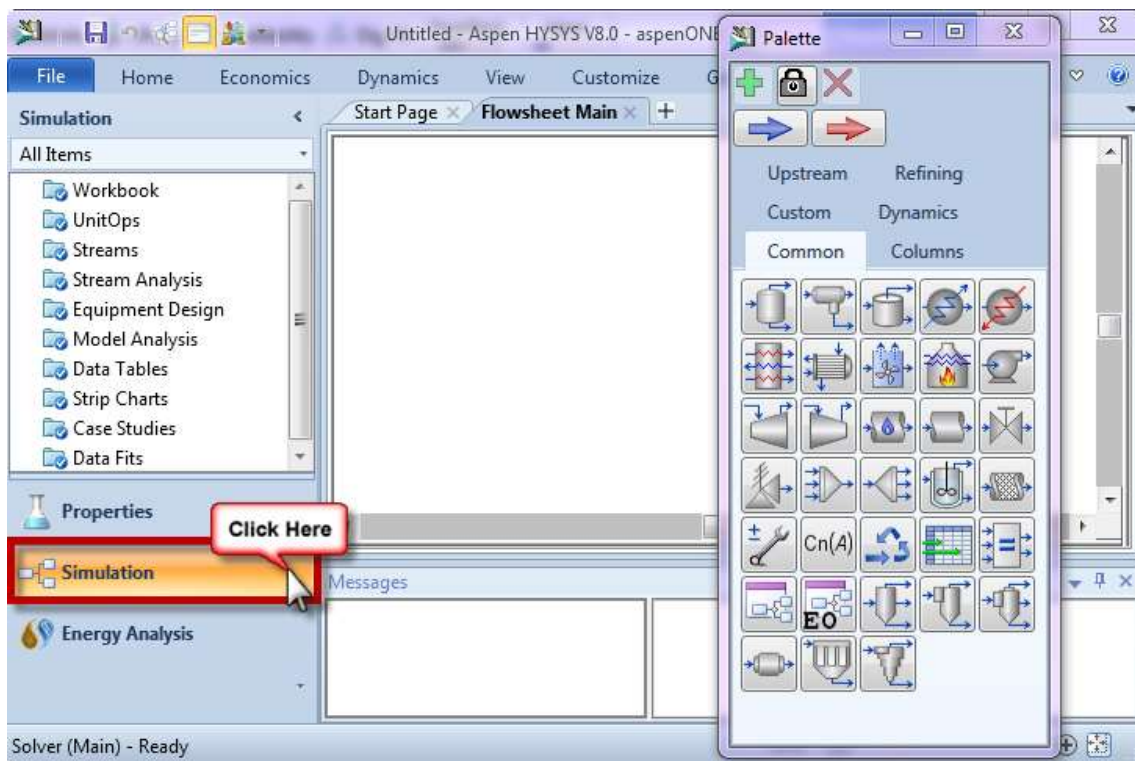 Untitled - Aspen HYSYS V8.0 - aspenONE
File Home Economics Dynamics View Customize
Simulation
All Items
Workbook
UnitOps
Streams
Stream Analysis
Equipment Design
Model Analysis
Data Tables
Strip Charts
Case Studies
Data Fits
Properties
Simulation
Energy Analysis
Click Here
Start Page Flowsheet Main
Messages
Palette
Upstream Refining
Custom Dynamics
Common Columns
Cn(A)
EO
Solver (Main) - Ready